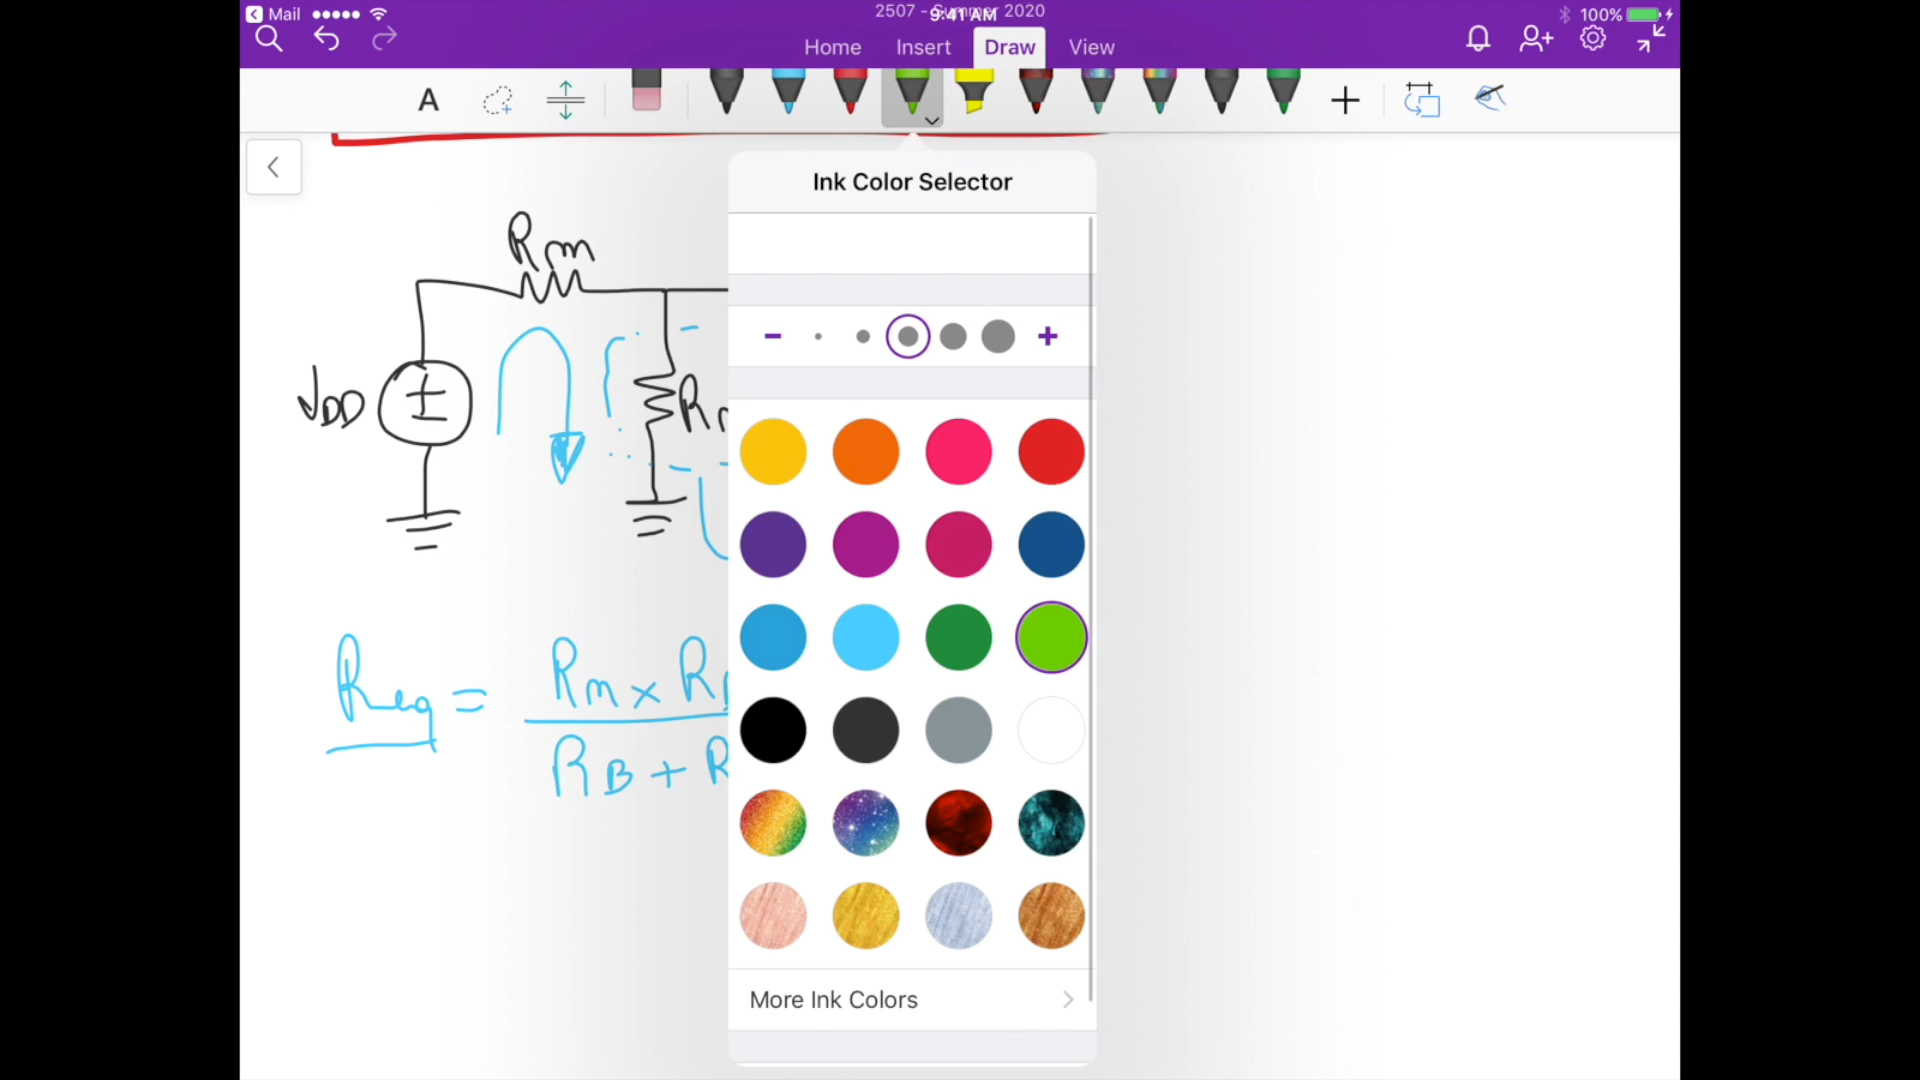 Mail 9:41 AM 100%
2507 - Summer 2020
Home Insert Draw View
A
Ink Color Selector
Rm
VDD
R
Req = Rm x R
RB + R
More Ink Colors